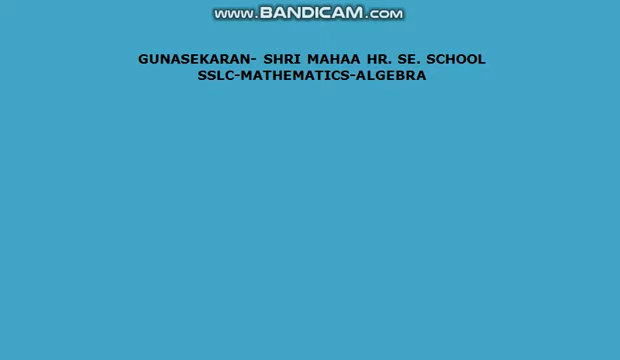 www.BANDICAM.com
GUNASEKARAN- SHRI MAHAA HR. SE. SCHOOL
SSLC-MATHEMATICS-ALGEBRA